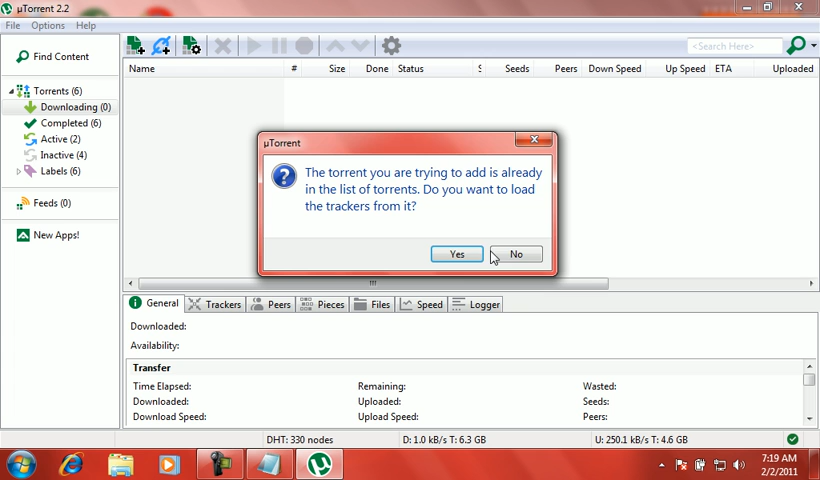 µTorrent 2.2
File Options Help
<Search Here>
Find Content
Torrents (6)
Downloading (0)
Completed (6)
Active (2)
Inactive (4)
Labels (6)
Feeds (0)
New Apps!
Name # Size Done Status S Seeds Peers Down Speed Up Speed ETA Uploaded
µTorrent
The torrent you are trying to add is already
in the list of torrents. Do you want to load
the trackers from it?
Yes No
General Trackers Peers Pieces Files Speed Logger
Downloaded:
Availability:
Transfer
Time Elapsed: Remaining: Wasted:
Downloaded: Uploaded: Seeds:
Download Speed: Upload Speed: Peers:
DHT: 330 nodes D: 1.0 kB/s T: 6.3 GB U: 250.1 kB/s T: 4.6 GB
7:19 AM
2/2/2011